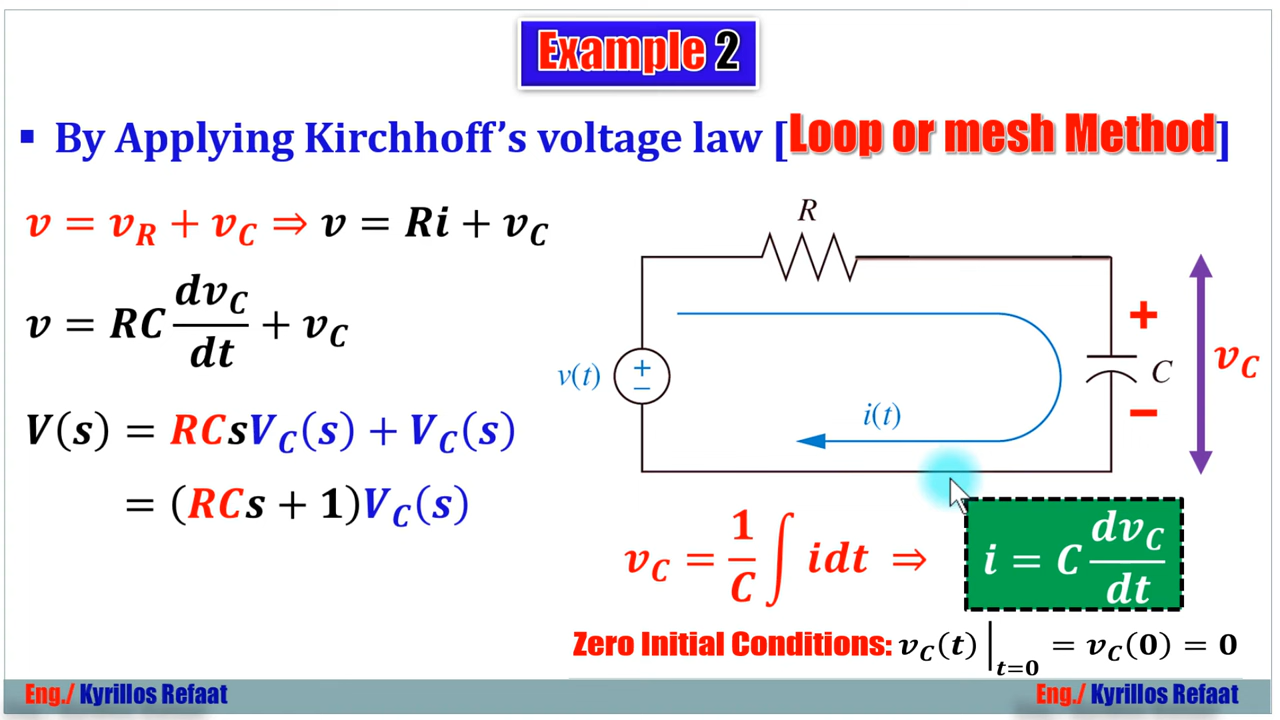 Example 2
▪ By Applying Kirchhoff's voltage law [Loop or mesh Method]
v = v_R + v_C ⇒ v = Ri + v_C
v = RC dv_C/dt + v_C
V(s) = RCsV_C(s) + V_C(s)
= (RCs + 1)V_C(s)
R
v(t)
+
−
i(t)
C
+
−
v_C
v_C = 1/C ∫ idt ⇒ i = C dv_C/dt
Zero Initial Conditions: v_C(t)|_{t=0} = v_C(0) = 0
Eng./ Kyrillos Refaat
Eng./ Kyrillos Refaat